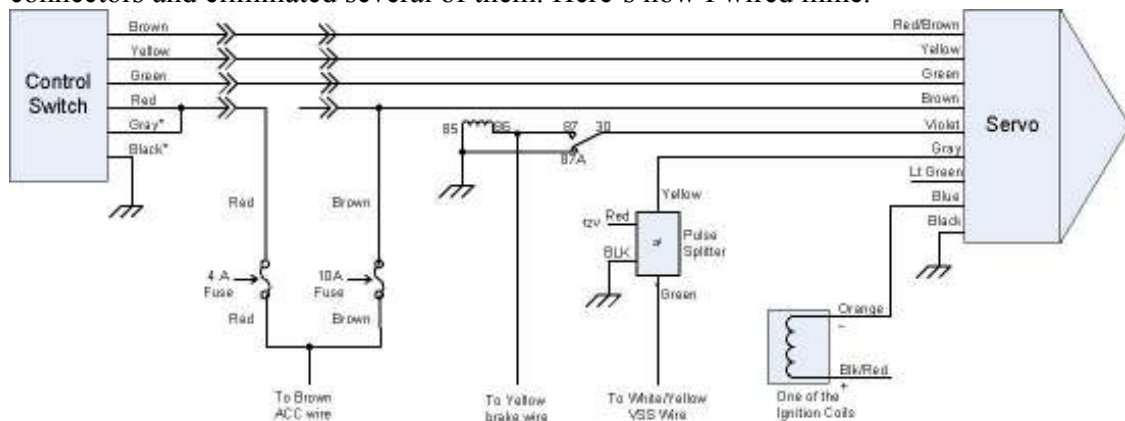 connectors and eliminated several of them. Here's how I wired mine:
Control
Switch
Brown
Yellow
Green
Red
Gray*
Black*
Red/Brown
Yellow
Green
Brown
Violet
Gray
Lt Green
Blue
Black
Servo
85
86
87
30
87A
Red
Brown
4 A
Fuse
10A
Fuse
Red
Brown
To Brown
ACC wire
To Yellow
brake wire
Yellow
12v
Red
BLK
Pulse
Splitter
Green
To White/Yellow
VSS Wire
Orange
-
Blk/Red
+
One of the
Ignition Coils